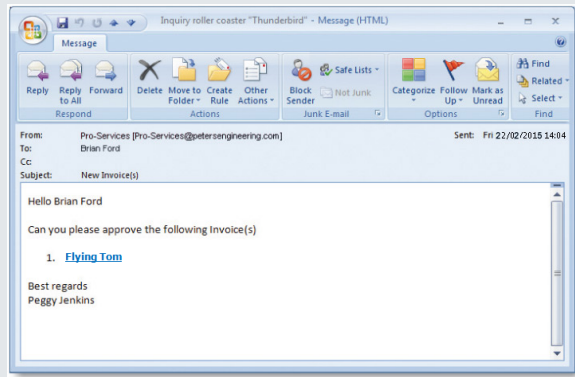 Inquiry roller coaster "Thunderbird" - Message (HTML)
Message
Reply Reply to All Forward Delete Move to Folder Create Rule Other Actions Block Sender Safe Lists Not Junk Categorize Follow Up Mark as Unread Find Related Select
Respond Actions Junk E-mail Options Find
From: Pro-Services [Pro-Services@petersengineering.com] Sent: Fri 22/02/2015 14:04
To: Brian Ford
Cc:
Subject: New Invoice(s)
Hello Brian Ford
Can you please approve the following Invoice(s)
1. Flying Tom
Best regards
Peggy Jenkins